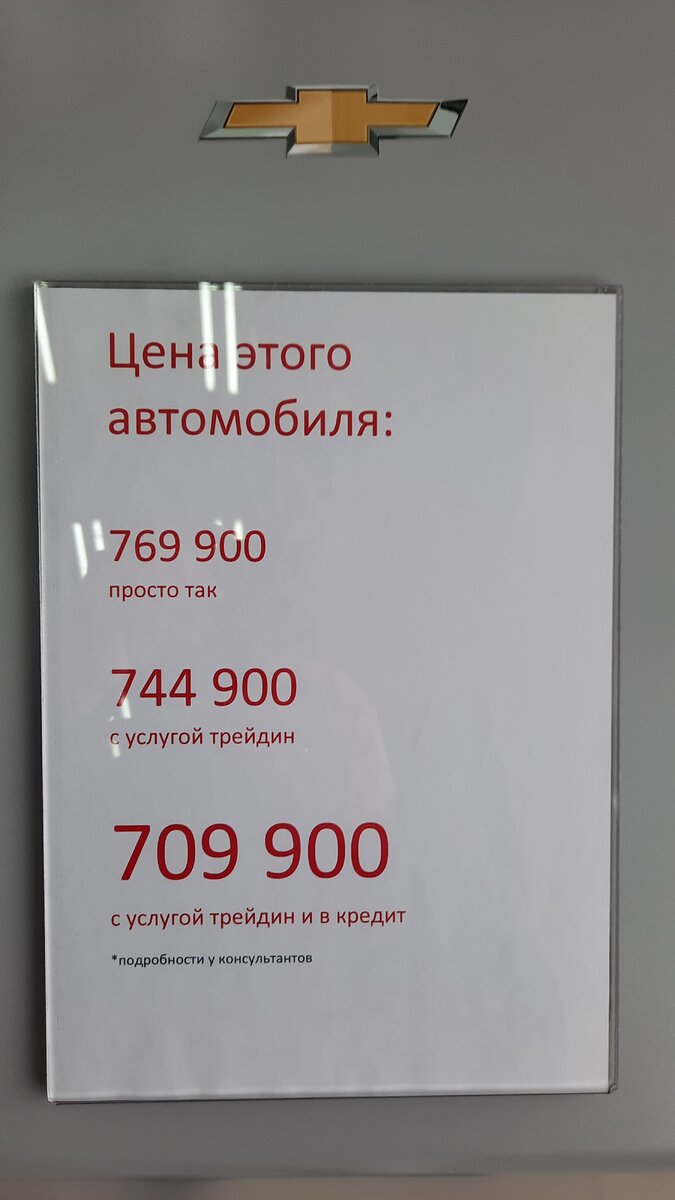 Цена этого
автомобиля:
769 900
просто так
744 900
с услугой трейдин
709 900
с услугой трейдин и в кредит
*подробности у консультантов